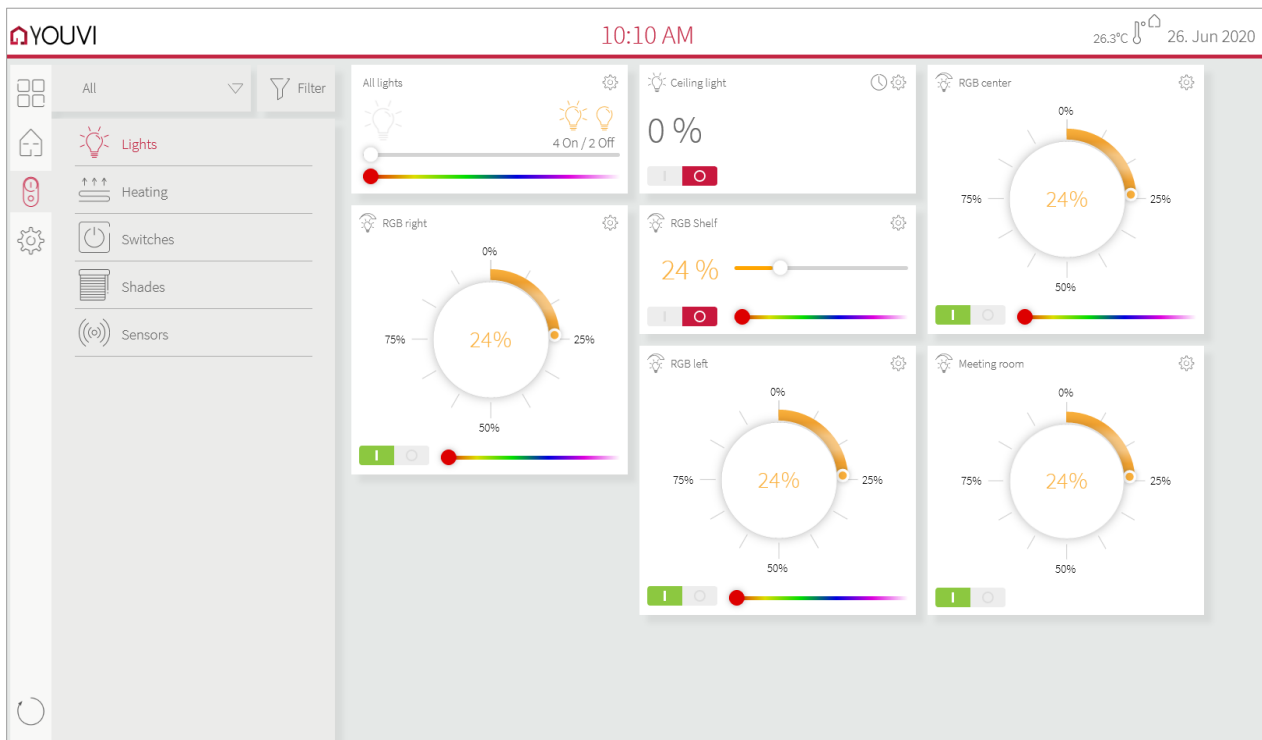 YOUVI
10:10 AM
26.3°C
26. Jun 2020
All
Filter
Lights
Heating
Switches
Shades
Sensors
All lights
4 On / 2 Off
Ceiling light
0 %
I O
RGB center
0%
75%
24%
25%
50%
I O
RGB right
0%
75%
24%
25%
50%
I O
RGB Shelf
24 %
I O
RGB left
0%
75%
24%
25%
50%
I O
Meeting room
0%
75%
24%
25%
50%
I O